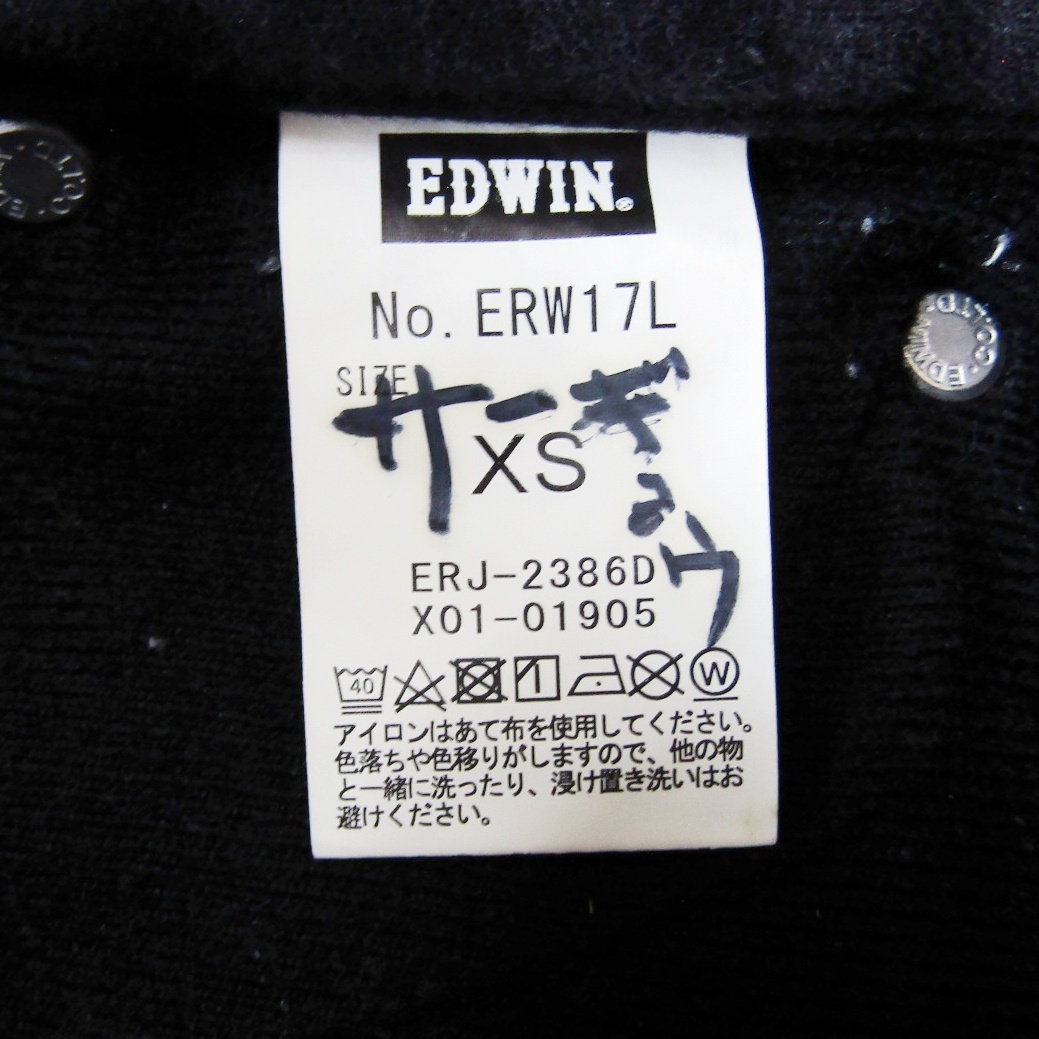 EDWIN®
No. ERW17L
SIZE
サーギョウ
XS
ERJ-2386D
X01-01905
40
W
アイロンはあて布を使用してください。
色落ちや色移りがしますので、他の物
と一緒に洗ったり、浸け置き洗いはお
避けください。